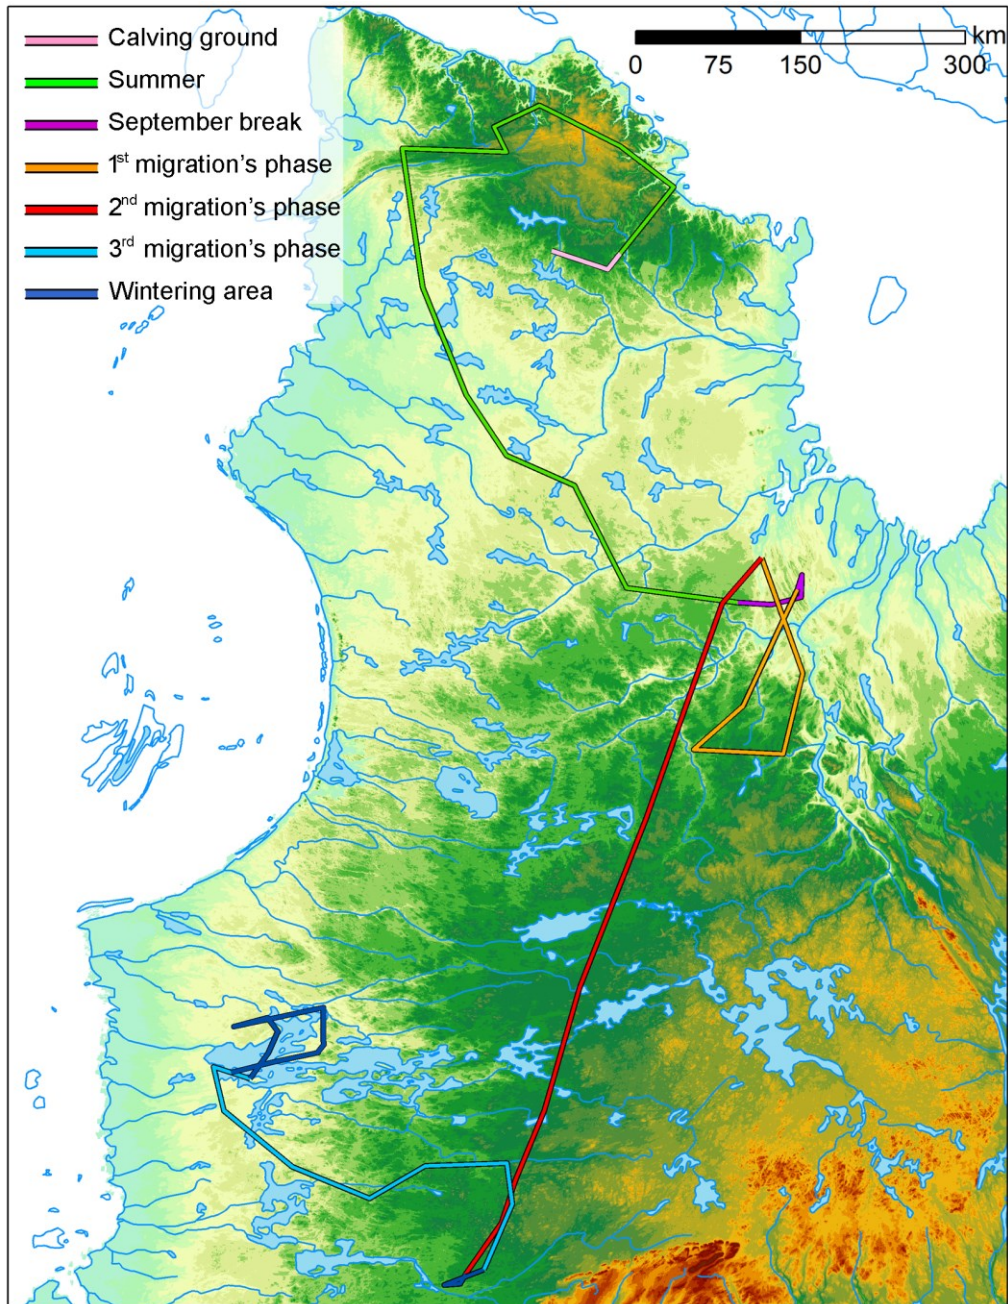 Calving ground
Summer
September break
1st migration's phase
2nd migration's phase
3rd migration's phase
Wintering area
km
0 75 150 300